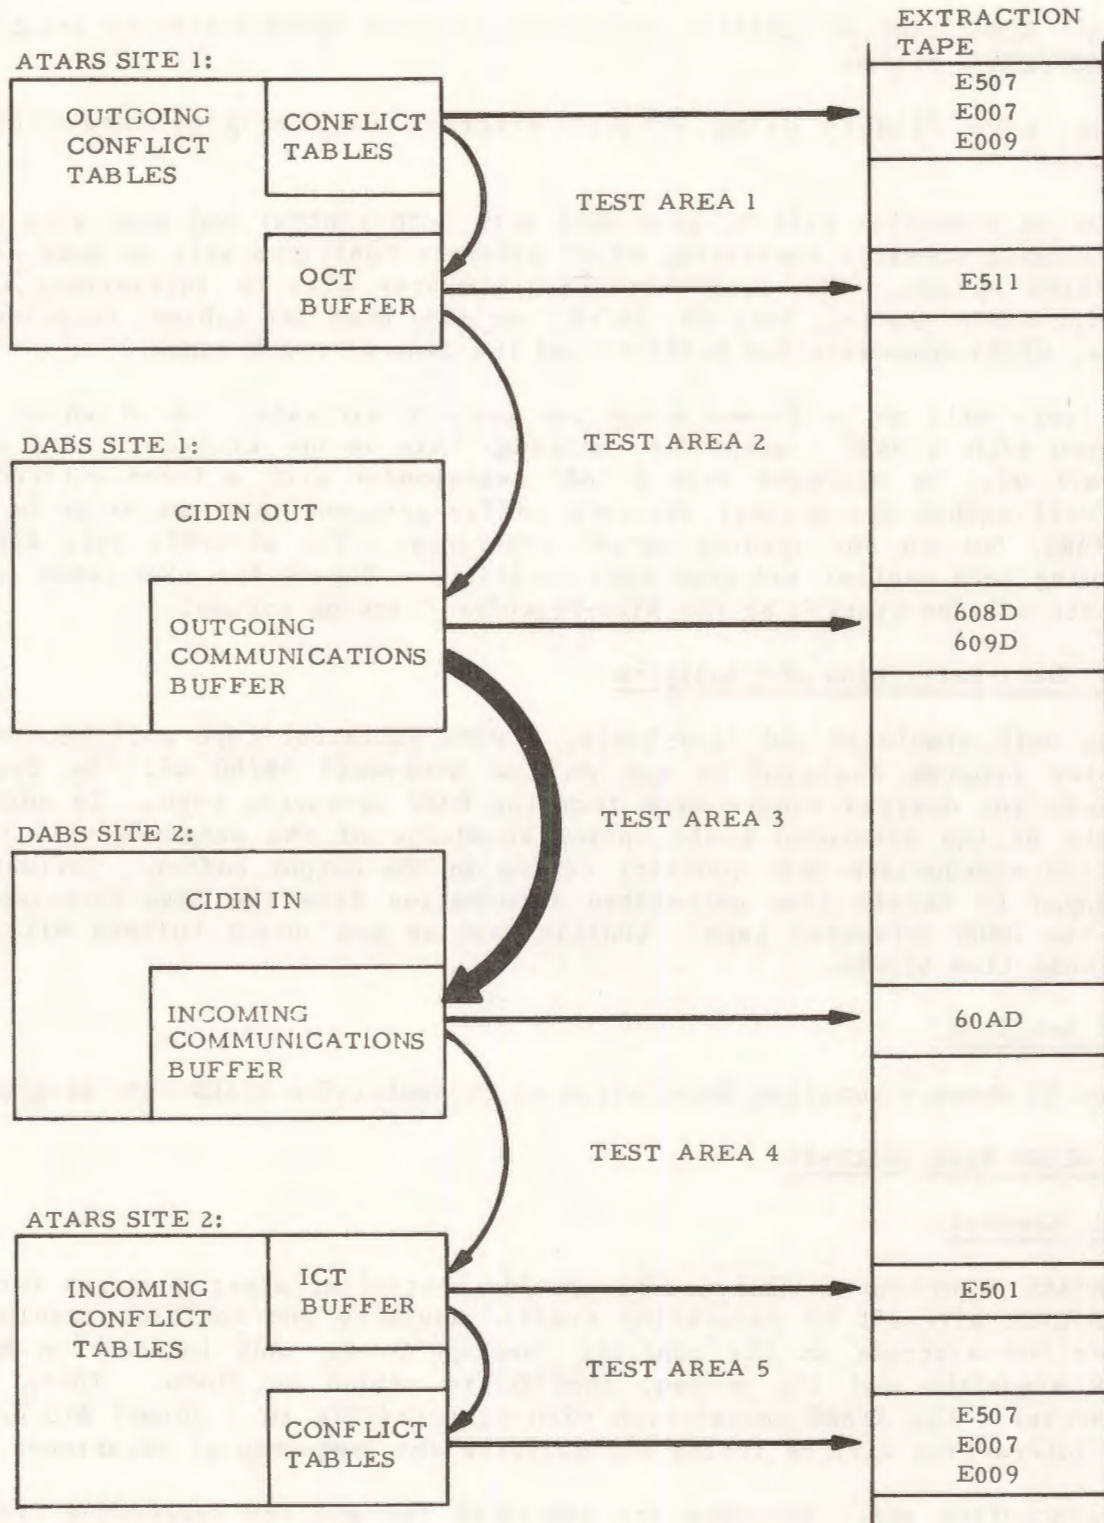 EXTRACTION
TAPE
ATARS SITE 1:
OUTGOING
CONFLICT
TABLES
CONFLICT
TABLES
E507
E007
E009
TEST AREA 1
OCT
BUFFER
E511
TEST AREA 2
DABS SITE 1:
CIDIN OUT
OUTGOING
COMMUNICATIONS
BUFFER
608D
609D
TEST AREA 3
DABS SITE 2:
CIDIN IN
INCOMING
COMMUNICATIONS
BUFFER
60AD
TEST AREA 4
ATARS SITE 2:
INCOMING
CONFLICT
TABLES
ICT
BUFFER
E501
TEST AREA 5
CONFLICT
TABLES
E507
E007
E009